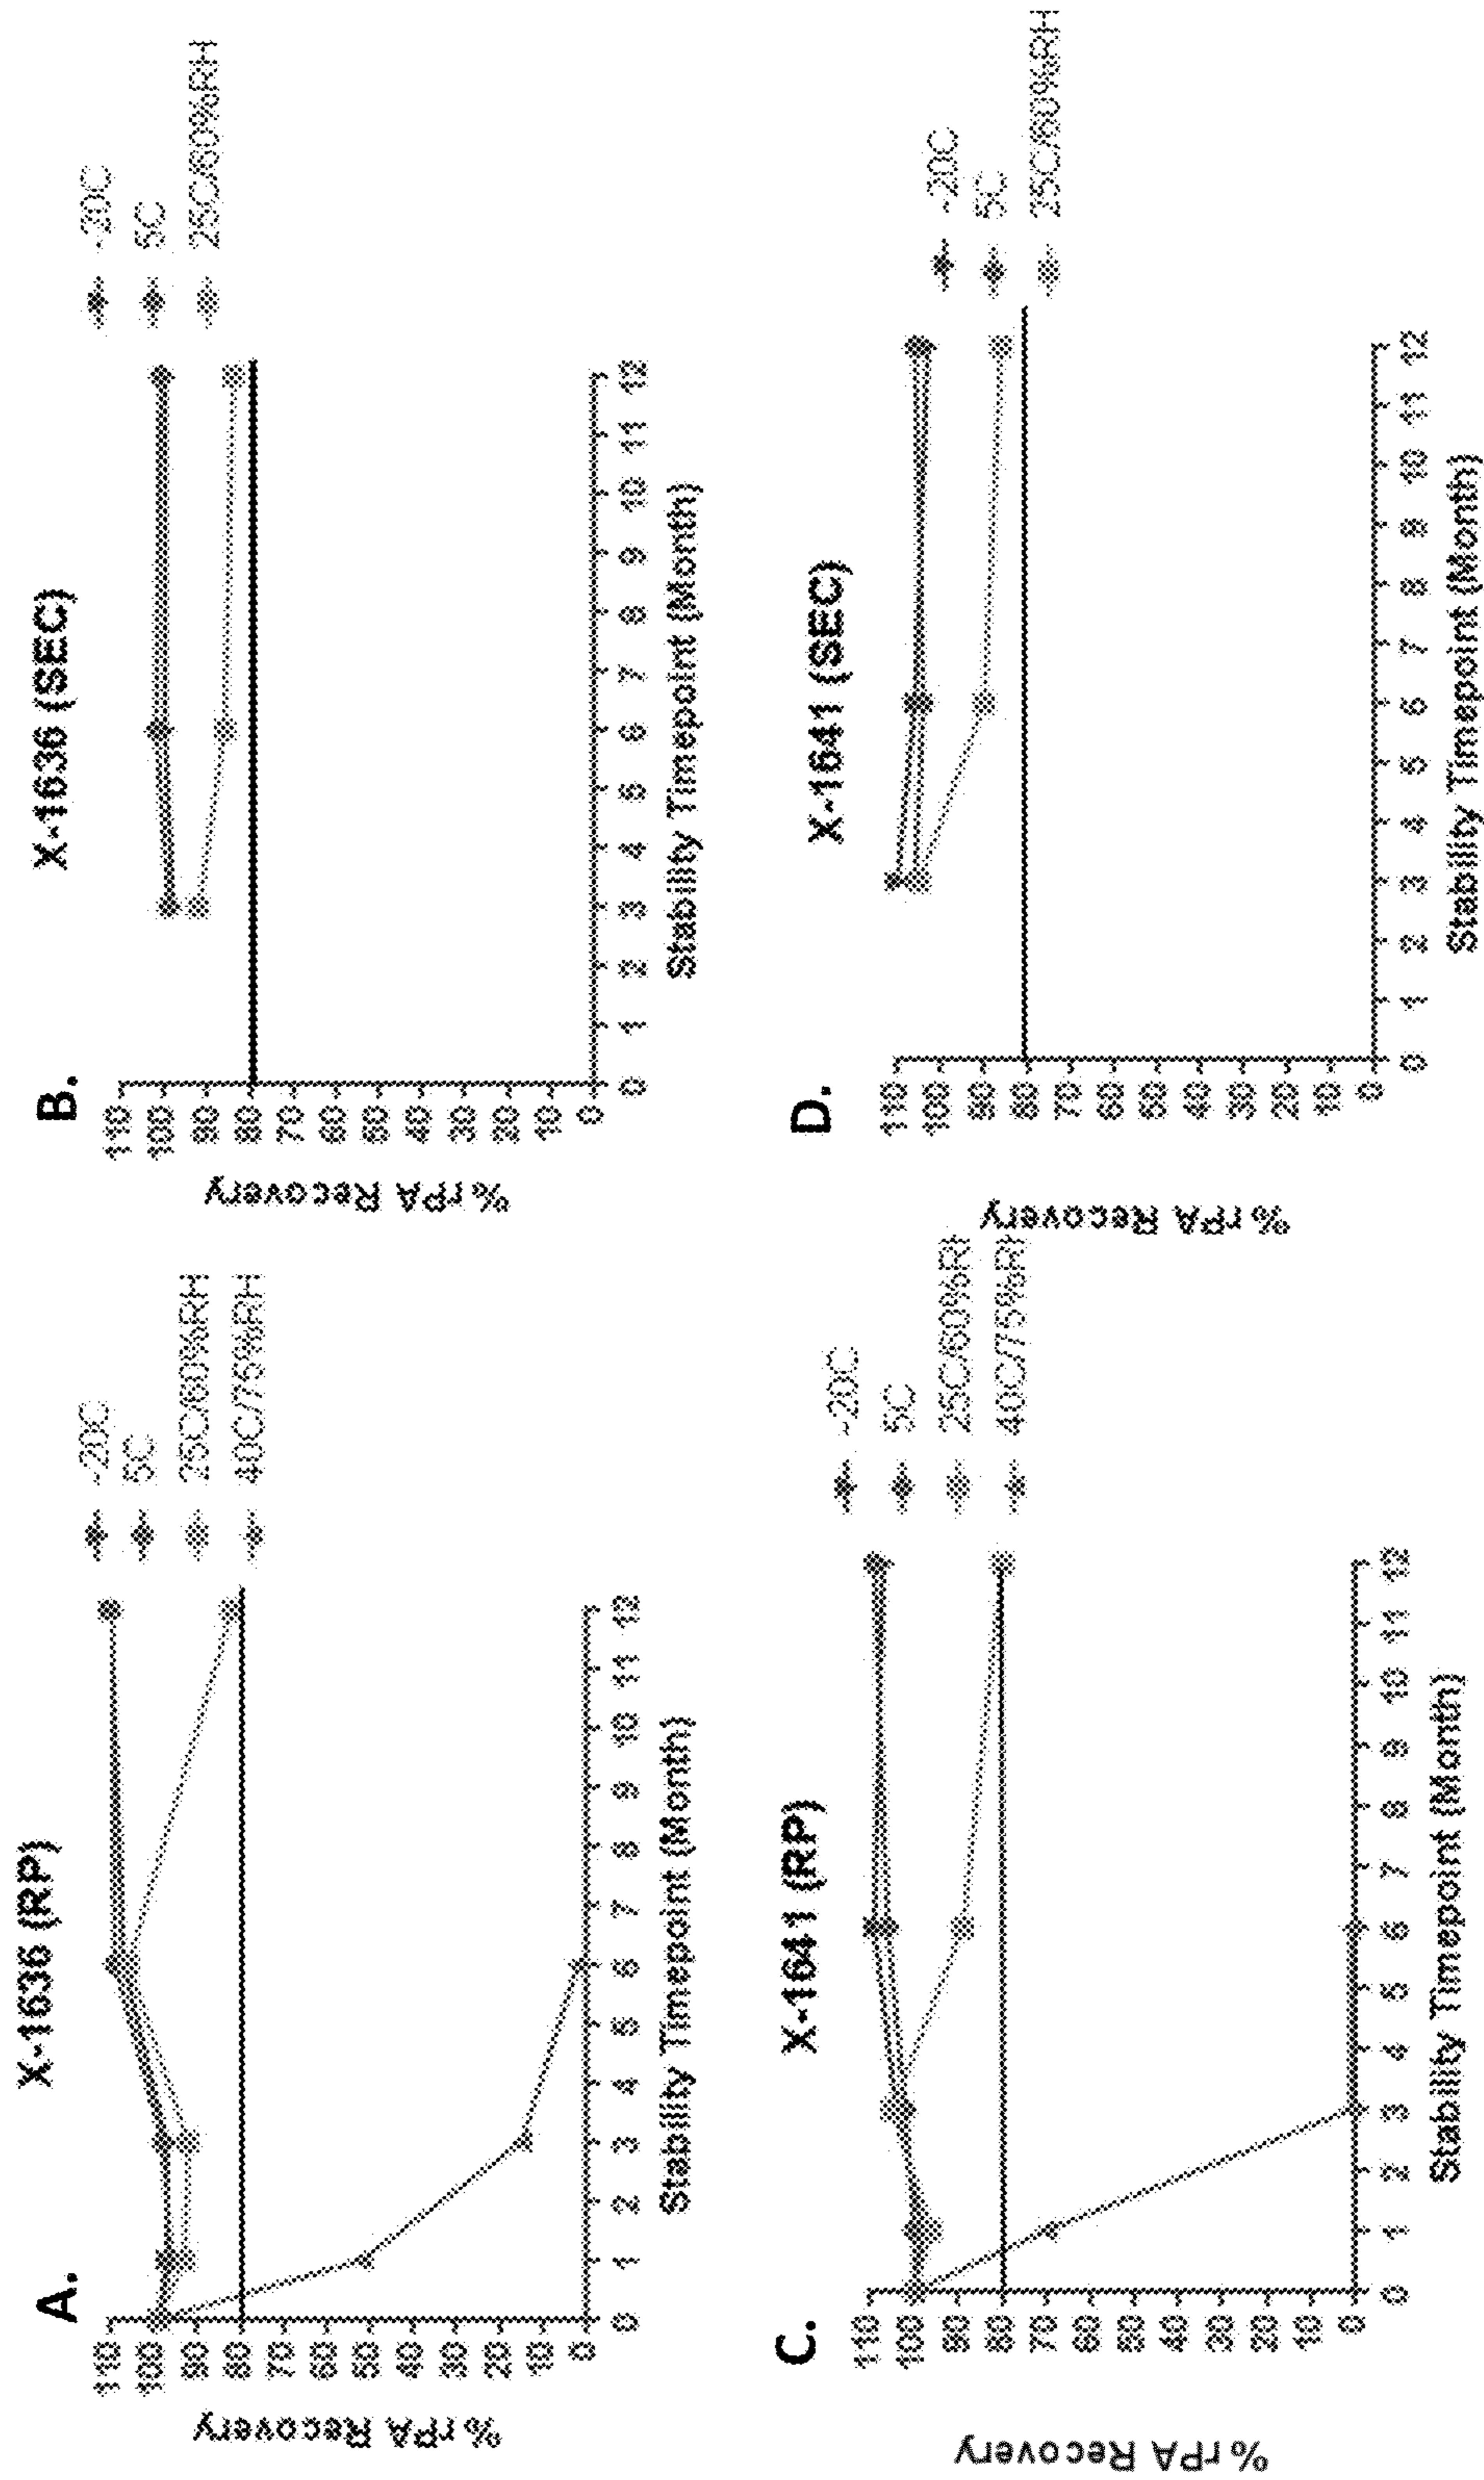 A.
X-1636 (RP)
% rPA Recovery
110
100
90
80
70
60
50
40
30
20
10
0
0 1 2 3 4 5 6 7 8 9 10 11 12
Stability Timepoint (Month)
-20C
5C
25C/60%RH
40C/75%RH
B.
X-1636 (SEC)
% rPA Recovery
110
100
90
80
70
60
50
40
30
20
10
0
0 1 2 3 4 5 6 7 8 9 10 11 12
Stability Timepoint (Month)
-20C
5C
25C/60%RH
C.
X-1641 (RP)
% rPA Recovery
110
100
90
80
70
60
50
40
30
20
10
0
0 1 2 3 4 5 6 7 8 9 10 11 12
Stability Timepoint (Month)
-20C
5C
25C/60%RH
40C/75%RH
D.
X-1641 (SEC)
% rPA Recovery
110
100
90
80
70
60
50
40
30
20
10
0
0 1 2 3 4 5 6 7 8 9 10 11 12
Stability Timepoint (Month)
-20C
5C
25C/60%RH